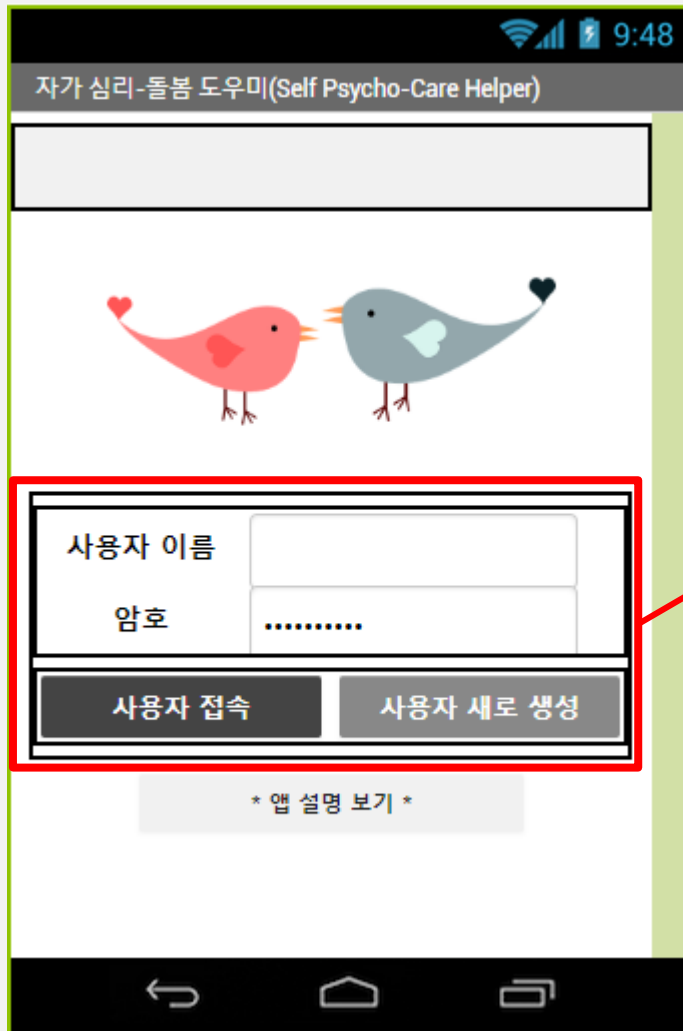 9:48
자가 심리-돌봄 도우미(Self Psycho-Care Helper)
사용자 이름
암호 ··········
사용자 접속 사용자 새로 생성
* 앱 설명 보기 *